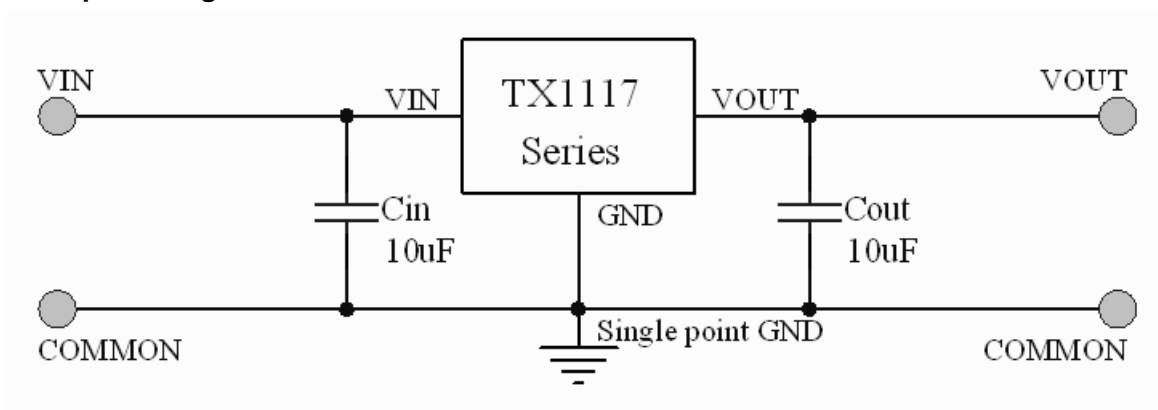 VIN
VOUT
VIN
TX1117
VOUT
Series
GND
Cin
10uF
Cout
10uF
Single point GND
COMMON
COMMON